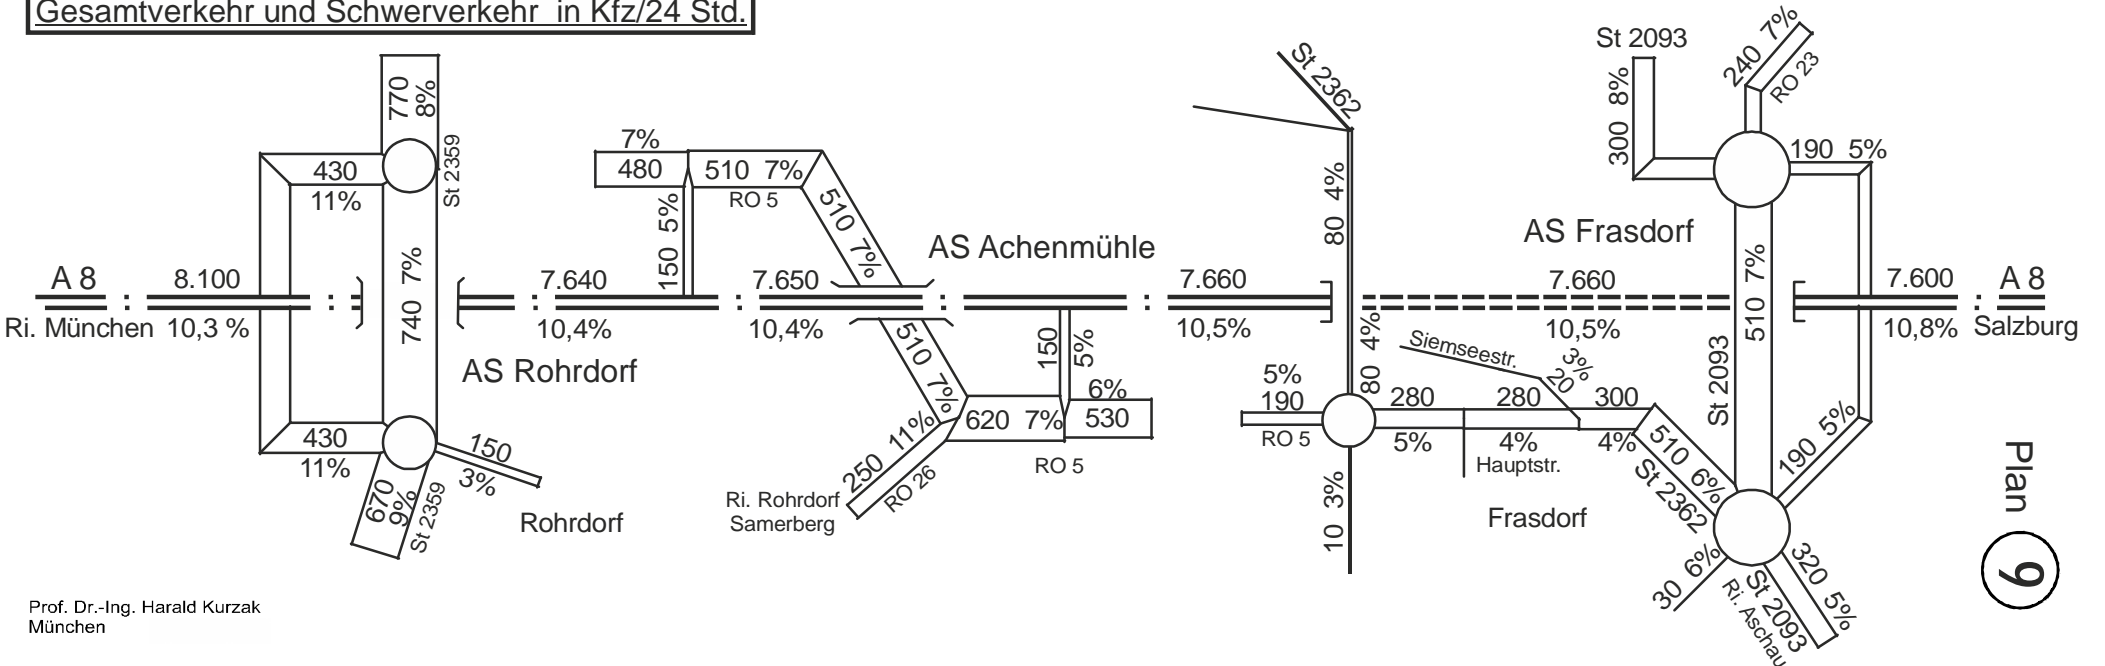 Gesamtverkehr und Schwerverkehr in Kfz/24 Std.
770
8%
St 2359
430
11%
740 7%
A 8
8.100
Ri. München
10,3 %
AS Rohrdorf
430
11%
150
3%
670
9%
St 2359
Rohrdorf
7%
480
510 7%
RO 5
150 5%
510 7%
7.640
10,4%
7.650
10,4%
AS Achenmühle
510 7%
150
5%
6%
530
620 7%
RO 5
250 11%
RO 26
Ri. Rohrdorf
Samerberg
St 2362
80 4%
7.660
10,5%
80 4%
5%
190
RO 5
10 3%
280
5%
280
4%
Hauptstr.
Siemseestr.
3%
20
300
4%
Frasdorf
7.660
10,5%
AS Frasdorf
St 2093
300 8%
240 7%
RO 23
190 5%
510 7%
St 2093
7.600
10,8%
A 8
Salzburg
190 5%
510 6%
St 2362
30 6%
St 2093
Ri. Aschau
320 5%
Plan
9
Prof. Dr.-Ing. Harald Kurzak
München